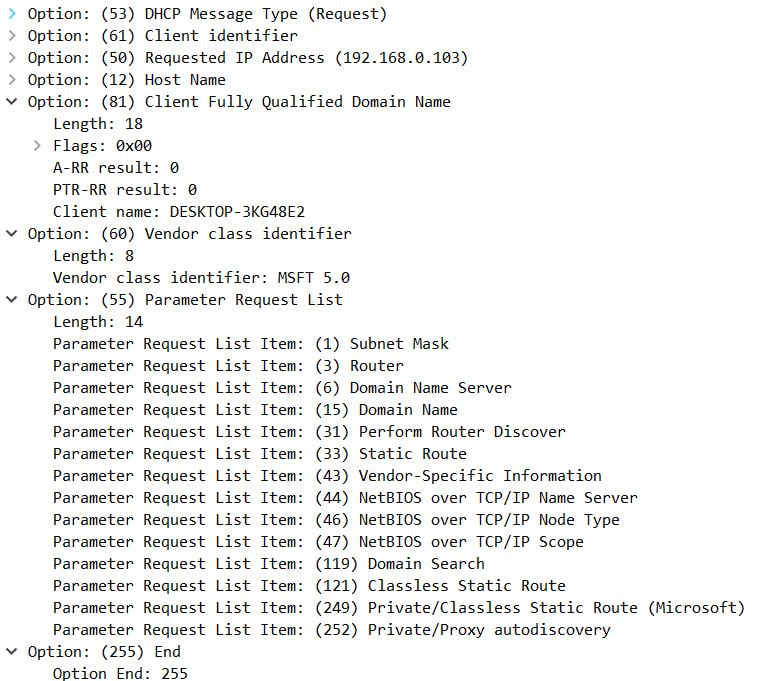 Option: (53) DHCP Message Type (Request)
Option: (61) Client identifier
Option: (50) Requested IP Address (192.168.0.103)
Option: (12) Host Name
Option: (81) Client Fully Qualified Domain Name
Length: 18
Flags: 0x00
A-RR result: 0
PTR-RR result: 0
Client name: DESKTOP-3KG48E2
Option: (60) Vendor class identifier
Length: 8
Vendor class identifier: MSFT 5.0
Option: (55) Parameter Request List
Length: 14
Parameter Request List Item: (1) Subnet Mask
Parameter Request List Item: (3) Router
Parameter Request List Item: (6) Domain Name Server
Parameter Request List Item: (15) Domain Name
Parameter Request List Item: (31) Perform Router Discover
Parameter Request List Item: (33) Static Route
Parameter Request List Item: (43) Vendor-Specific Information
Parameter Request List Item: (44) NetBIOS over TCP/IP Name Server
Parameter Request List Item: (46) NetBIOS over TCP/IP Node Type
Parameter Request List Item: (47) NetBIOS over TCP/IP Scope
Parameter Request List Item: (119) Domain Search
Parameter Request List Item: (121) Classless Static Route
Parameter Request List Item: (249) Private/Classless Static Route (Microsoft)
Parameter Request List Item: (252) Private/Proxy autodiscovery
Option: (255) End
Option End: 255